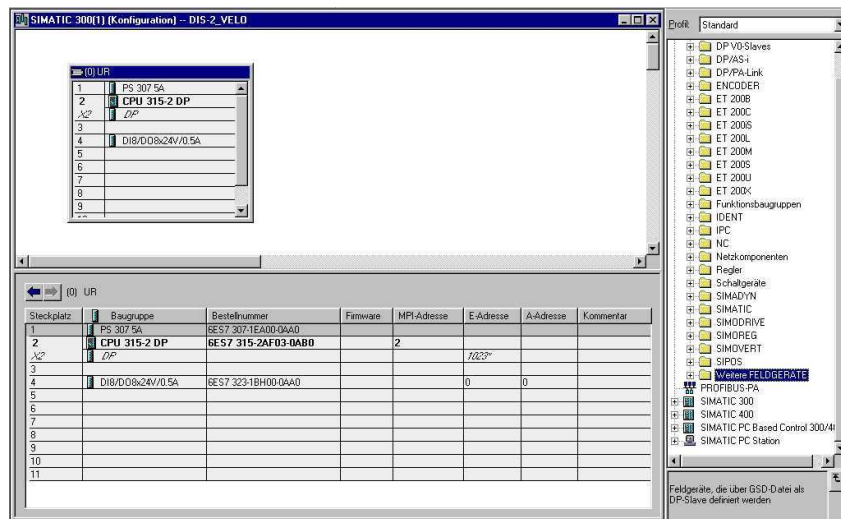 SIMATIC 300(1) (Konfiguration) -- DIS-2_VELO
(0) UR
1 PS 307 5A
2 CPU 315-2 DP
X2 DP
3
4 DI8/DO8x24V/0.5A
5
6
7
8
9
(0) UR
Steckplatz Baugruppe Bestellnummer Firmware MPI-Adresse E-Adresse A-Adresse Kommentar
1 PS 307 5A 6ES7 307-1EA00-0AA0
2 CPU 315-2 DP 6ES7 315-2AF03-0AB0 2
X2 DP 1023*
3
4 DI8/DO8x24V/0.5A 6ES7 323-1BH00-0AA0 0 0
5
6
7
8
9
10
11
Profil: Standard
DP V0-Slaves
DP/AS-i
DP/PA-Link
ENCODER
ET 200B
ET 200C
ET 200iS
ET 200L
ET 200M
ET 200S
ET 200U
ET 200X
Funktionsbaugruppen
IDENT
IPC
NC
Netzkomponenten
Regler
Schaltgeräte
SIMADYN
SIMATIC
SIMODRIVE
SIMOREG
SIMOVERT
SIPOS
Weitere FELDGERÄTE
PROFIBUS-PA
SIMATIC 300
SIMATIC 400
SIMATIC PC Based Control 300/4
SIMATIC PC Station
Feldgeräte, die über GSD-Datei als
DP-Slave definiert werden